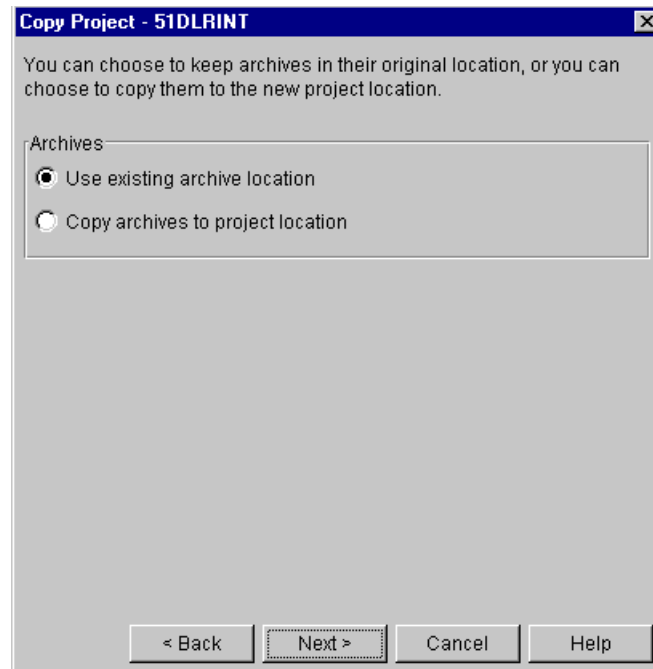 Copy Project - 51DLRINT
You can choose to keep archives in their original location, or you can
choose to copy them to the new project location.
Archives
Use existing archive location
Copy archives to project location
< Back
Next >
Cancel
Help